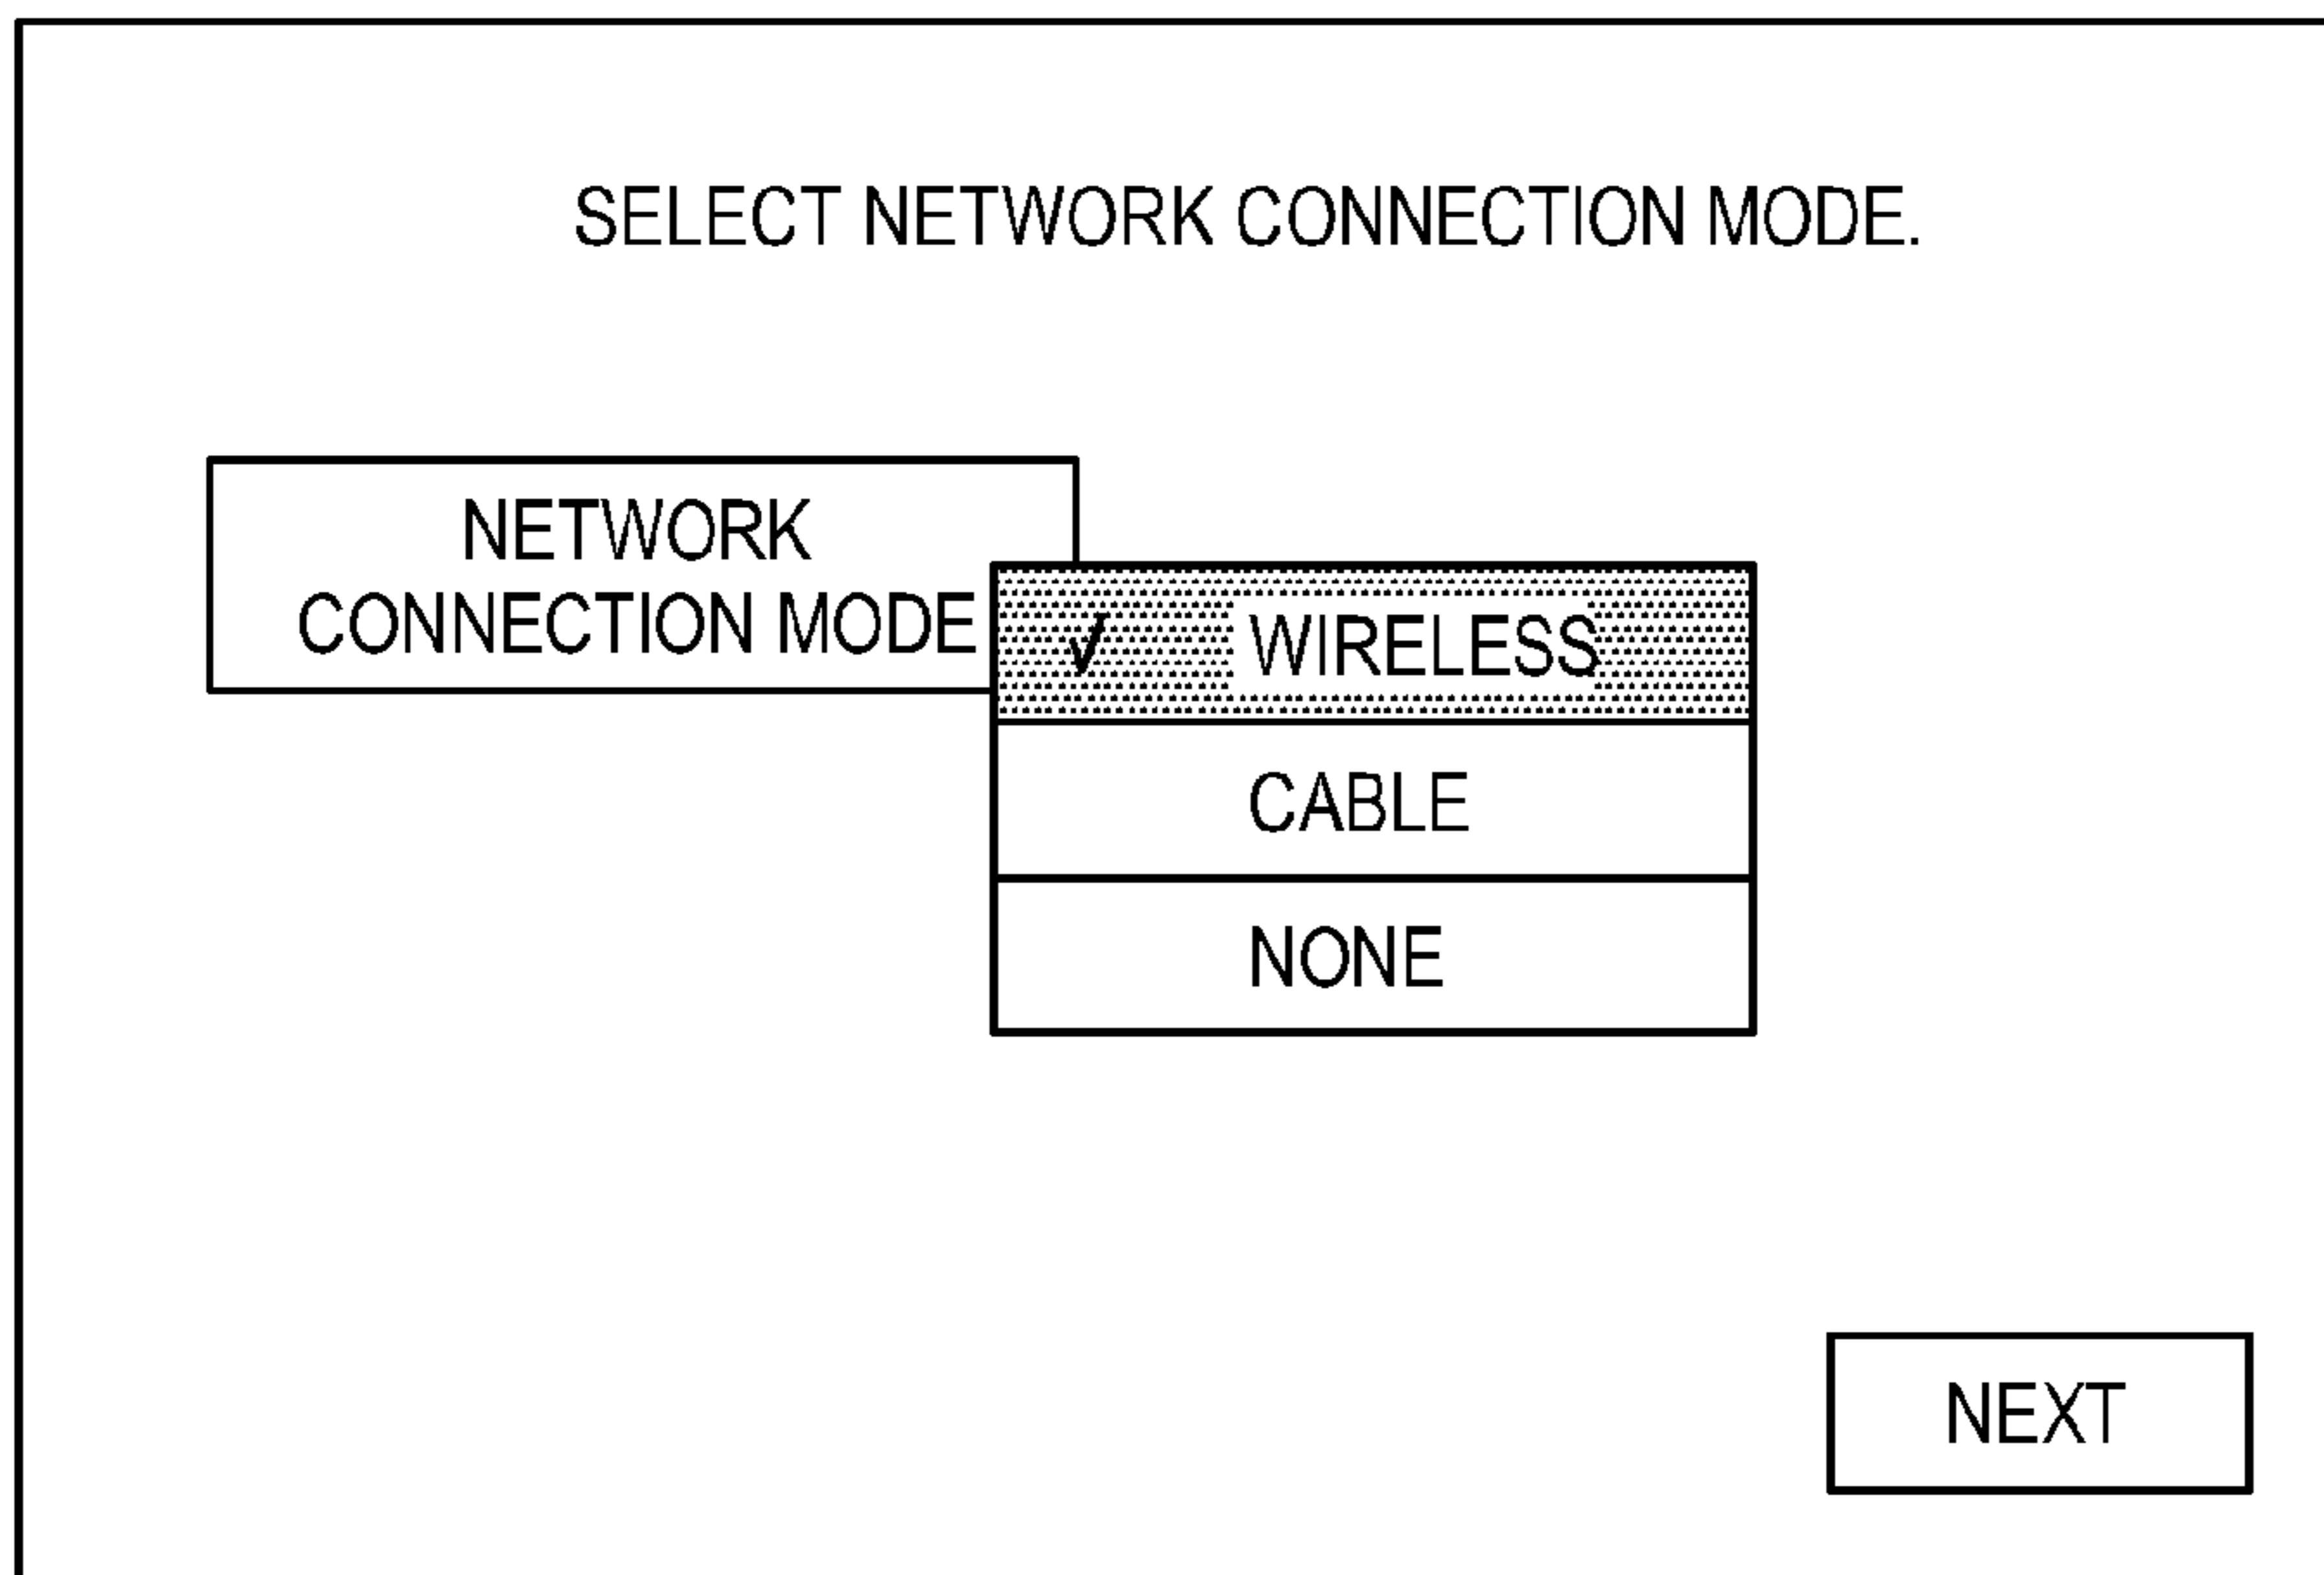 SELECT NETWORK CONNECTION MODE.
NETWORK
CONNECTION MODE
✓ WIRELESS
CABLE
NONE
NEXT